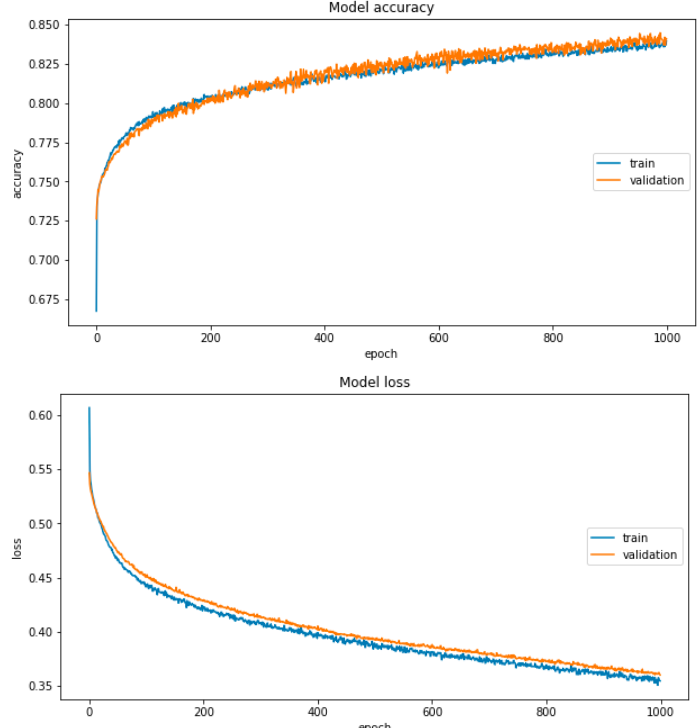 Model accuracy
0.850
0.825
0.800
0.775
0.750
0.725
0.700
0.675
accuracy
train
validation
0 200 400 600 800 1000
epoch
Model loss
0.60
0.55
0.50
0.45
0.40
0.35
loss
train
validation
0 200 400 600 800 1000
epoch